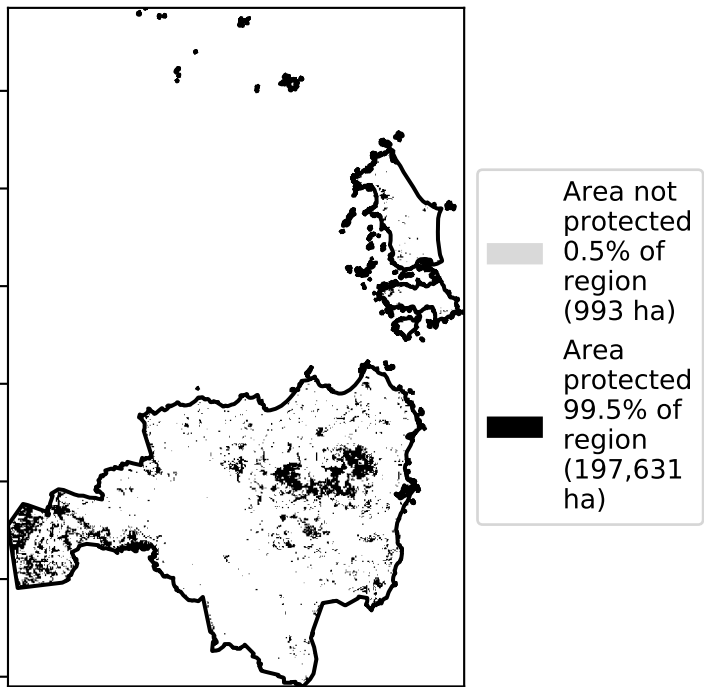 Area not
protected
0.5% of
region
(993 ha)
Area
protected
99.5% of
region
(197,631
ha)